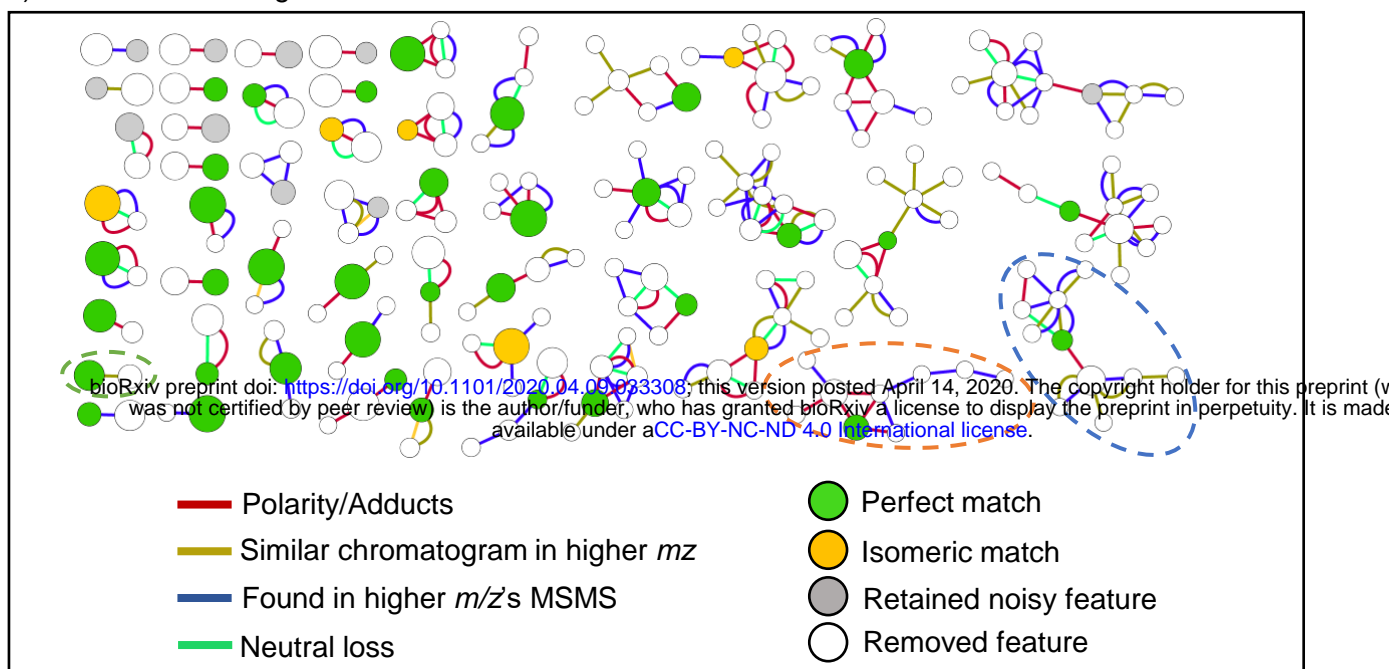 bioRxiv preprint doi: https://doi.org/10.1101/2020.04.09.033308; this version posted April 14, 2020. The copyright holder for this preprint (w
was not certified by peer review) is the author/funder, who has granted bioRxiv a license to display the preprint in perpetuity. It is made
available under aCC-BY-NC-ND 4.0 International license.
Polarity/Adducts
Perfect match
Similar chromatogram in higher mz
Isomeric match
Found in higher m/z's MSMS
Retained noisy feature
Neutral loss
Removed feature